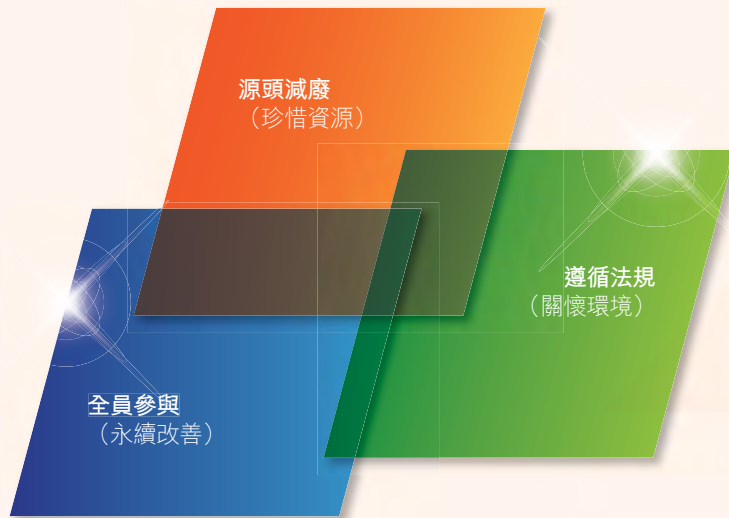 源頭減廢
（珍惜資源）
遵循法規
（關懷環境）
全員參與
（永續改善）